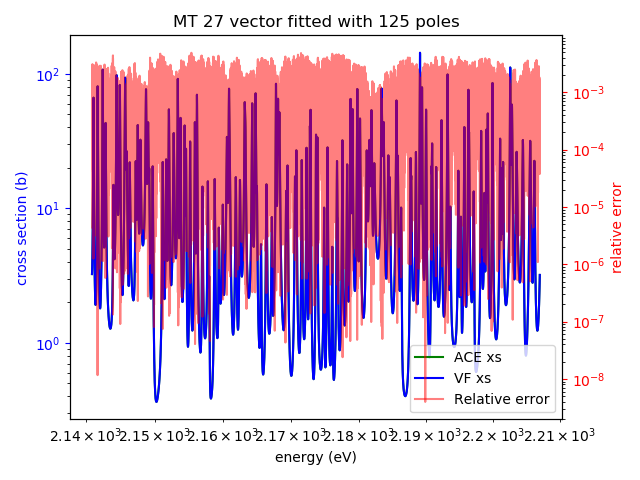 MT 27 vector fitted with 125 poles
cross section (b)
10²
10¹
10⁰
relative error
10⁻³
10⁻⁴
10⁻⁵
10⁻⁶
10⁻⁷
10⁻⁸
ACE xs
VF xs
Relative error
2.14 × 10³ 2.15 × 10³ 2.16 × 10³ 2.17 × 10³ 2.18 × 10³ 2.19 × 10³ 2.2 × 10³ 2.21 × 10³
energy (eV)